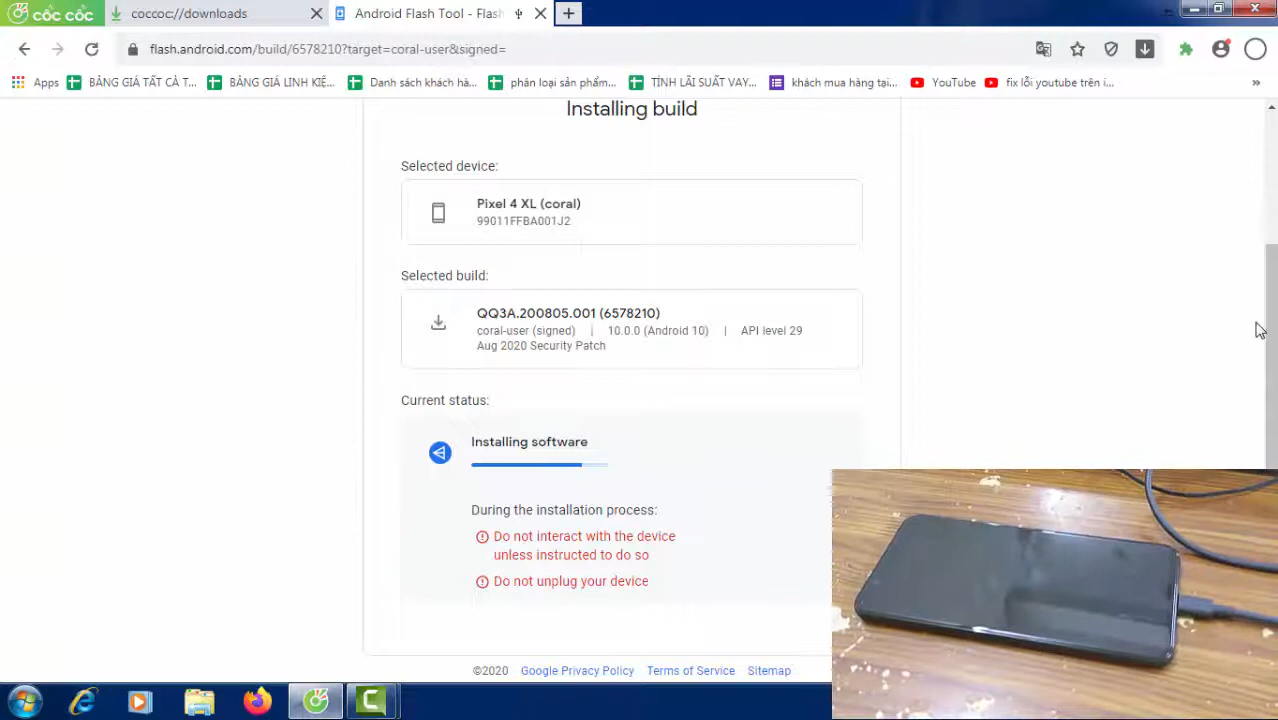 cốc cốc
coccoc://downloads
Android Flash Tool - Flash
flash.android.com/build/6578210?target=coral-user&signed=
Apps
BẢNG GIÁ TẤT CẢ T...
BẢNG GIÁ LINH KIỆ...
Danh sách khách hà...
phân loại sản phẩm...
TÍNH LÃI SUẤT VAY...
khách mua hàng tại...
YouTube
fix lỗi youtube trên i...
»
Installing build
Selected device:
Pixel 4 XL (coral)
99011FFBA001J2
Selected build:
QQ3A.200805.001 (6578210)
coral-user (signed) | 10.0.0 (Android 10) | API level 29
Aug 2020 Security Patch
Current status:
Installing software
During the installation process:
Do not interact with the device
unless instructed to do so
Do not unplug your device
©2020 Google Privacy Policy Terms of Service Sitemap